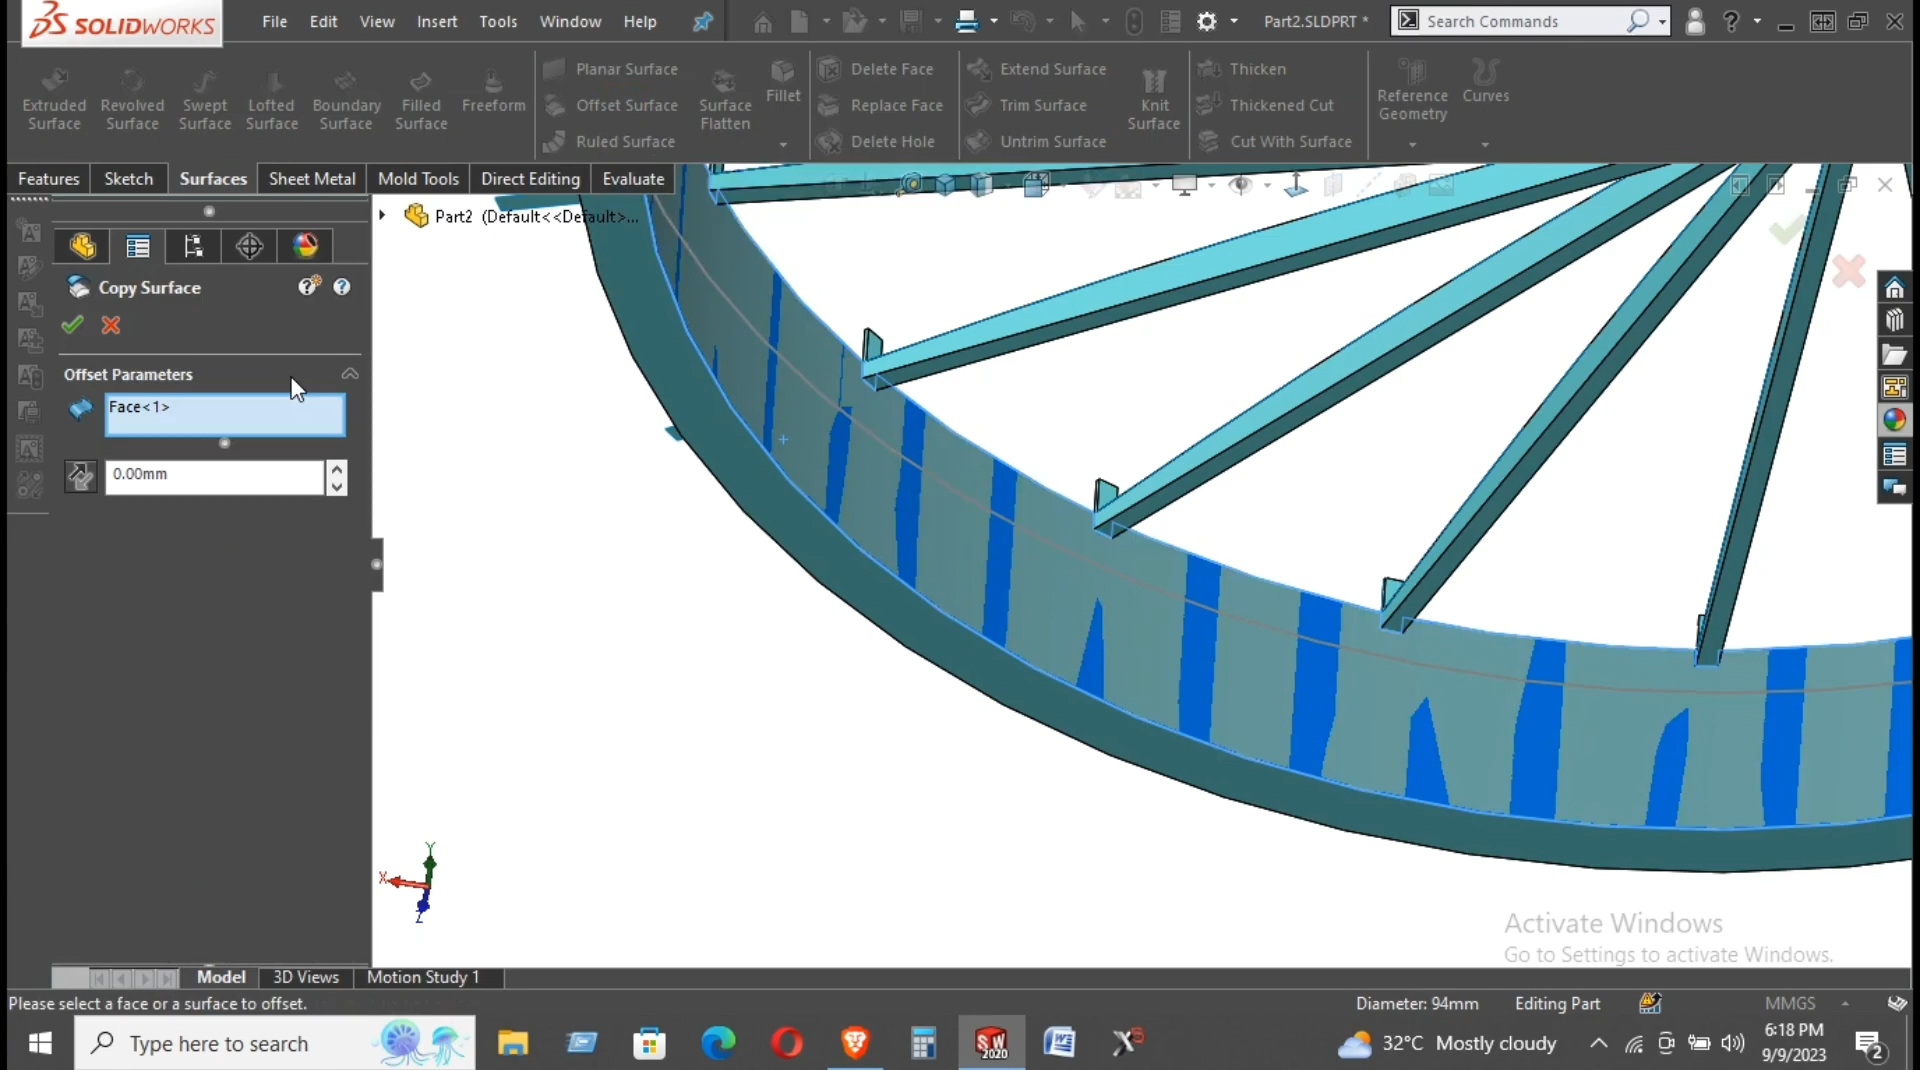 SOLIDWORKS File Edit View Insert Tools Window Help Part2.SLDPRT * Search Commands ?
Extruded Surface
Revolved Surface
Swept Surface
Lofted Surface
Boundary Surface
Filled Surface
Freeform
Planar Surface
Offset Surface
Ruled Surface
Surface Flatten
Fillet
Delete Face
Replace Face
Delete Hole
Extend Surface
Trim Surface
Untrim Surface
Knit Surface
Thicken
Thickened Cut
Cut With Surface
Reference Geometry
Curves
Features Sketch Surfaces Sheet Metal Mold Tools Direct Editing Evaluate
Part2 (Default<<Default>...
Copy Surface
Offset Parameters
Face<1>
0.00mm
Y
X
Z
Activate Windows
Go to Settings to activate Windows.
Model 3D Views Motion Study 1
Please select a face or a surface to offset. Diameter: 94mm Editing Part MMGS
Type here to search SW 2020 32°C Mostly cloudy 6:18 PM
9/9/2023
2